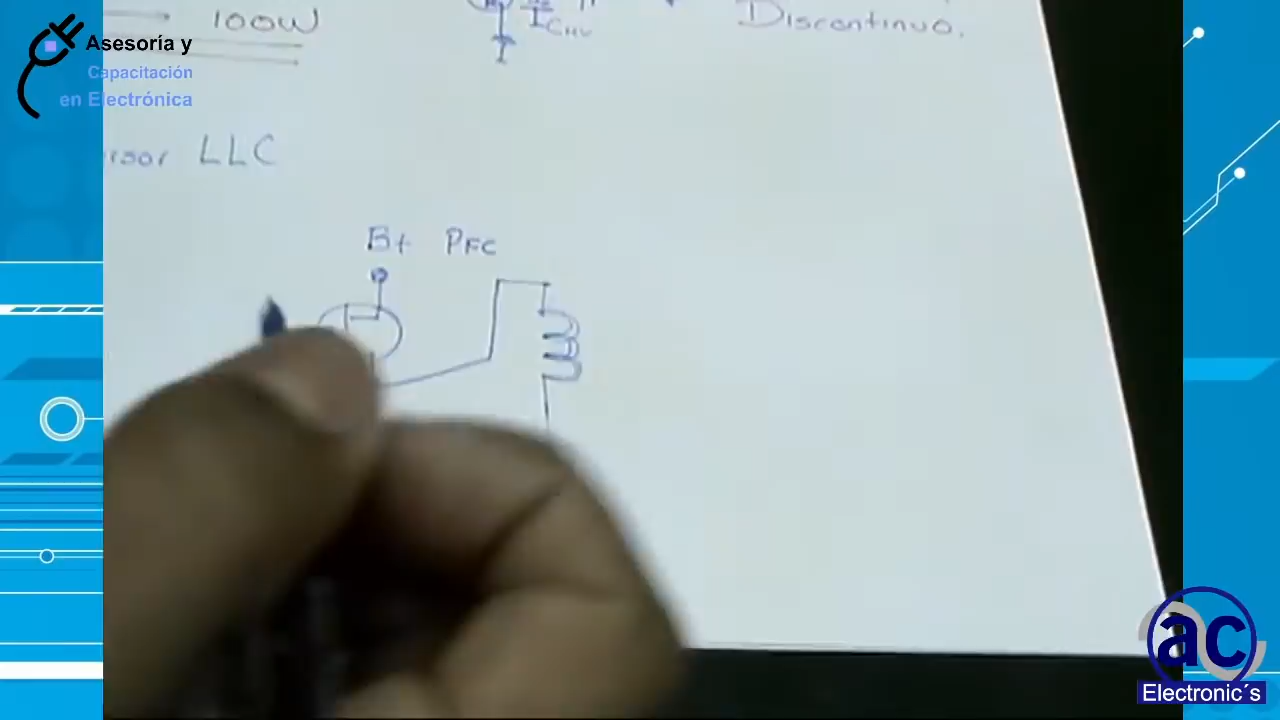 Asesoría y
Capacitación
en Electrónica
100W
Discontinuo.
LLC
B+ PFC
ac
Electronic´s